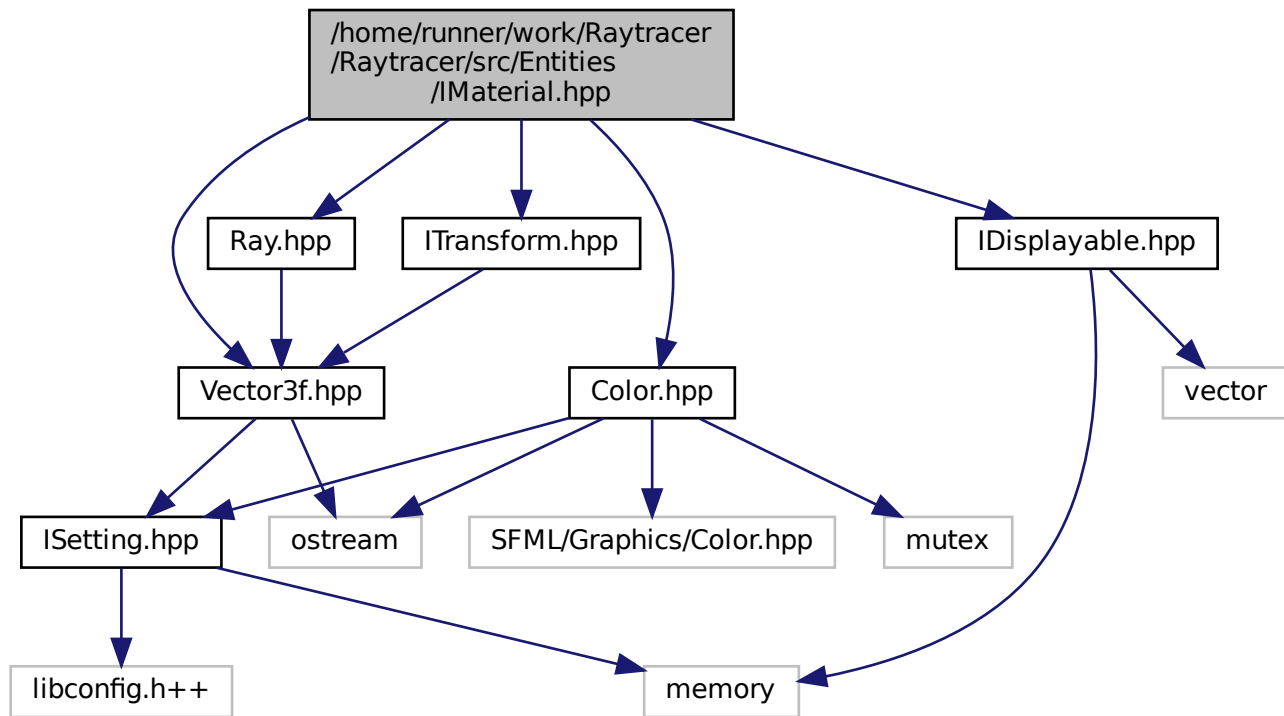 /home/runner/work/Raytracer
/Raytracer/src/Entities
/IMaterial.hpp
Ray.hpp
ITransform.hpp
IDisplayable.hpp
Vector3f.hpp
Color.hpp
vector
ISetting.hpp
ostream
SFML/Graphics/Color.hpp
mutex
libconfig.h++
memory